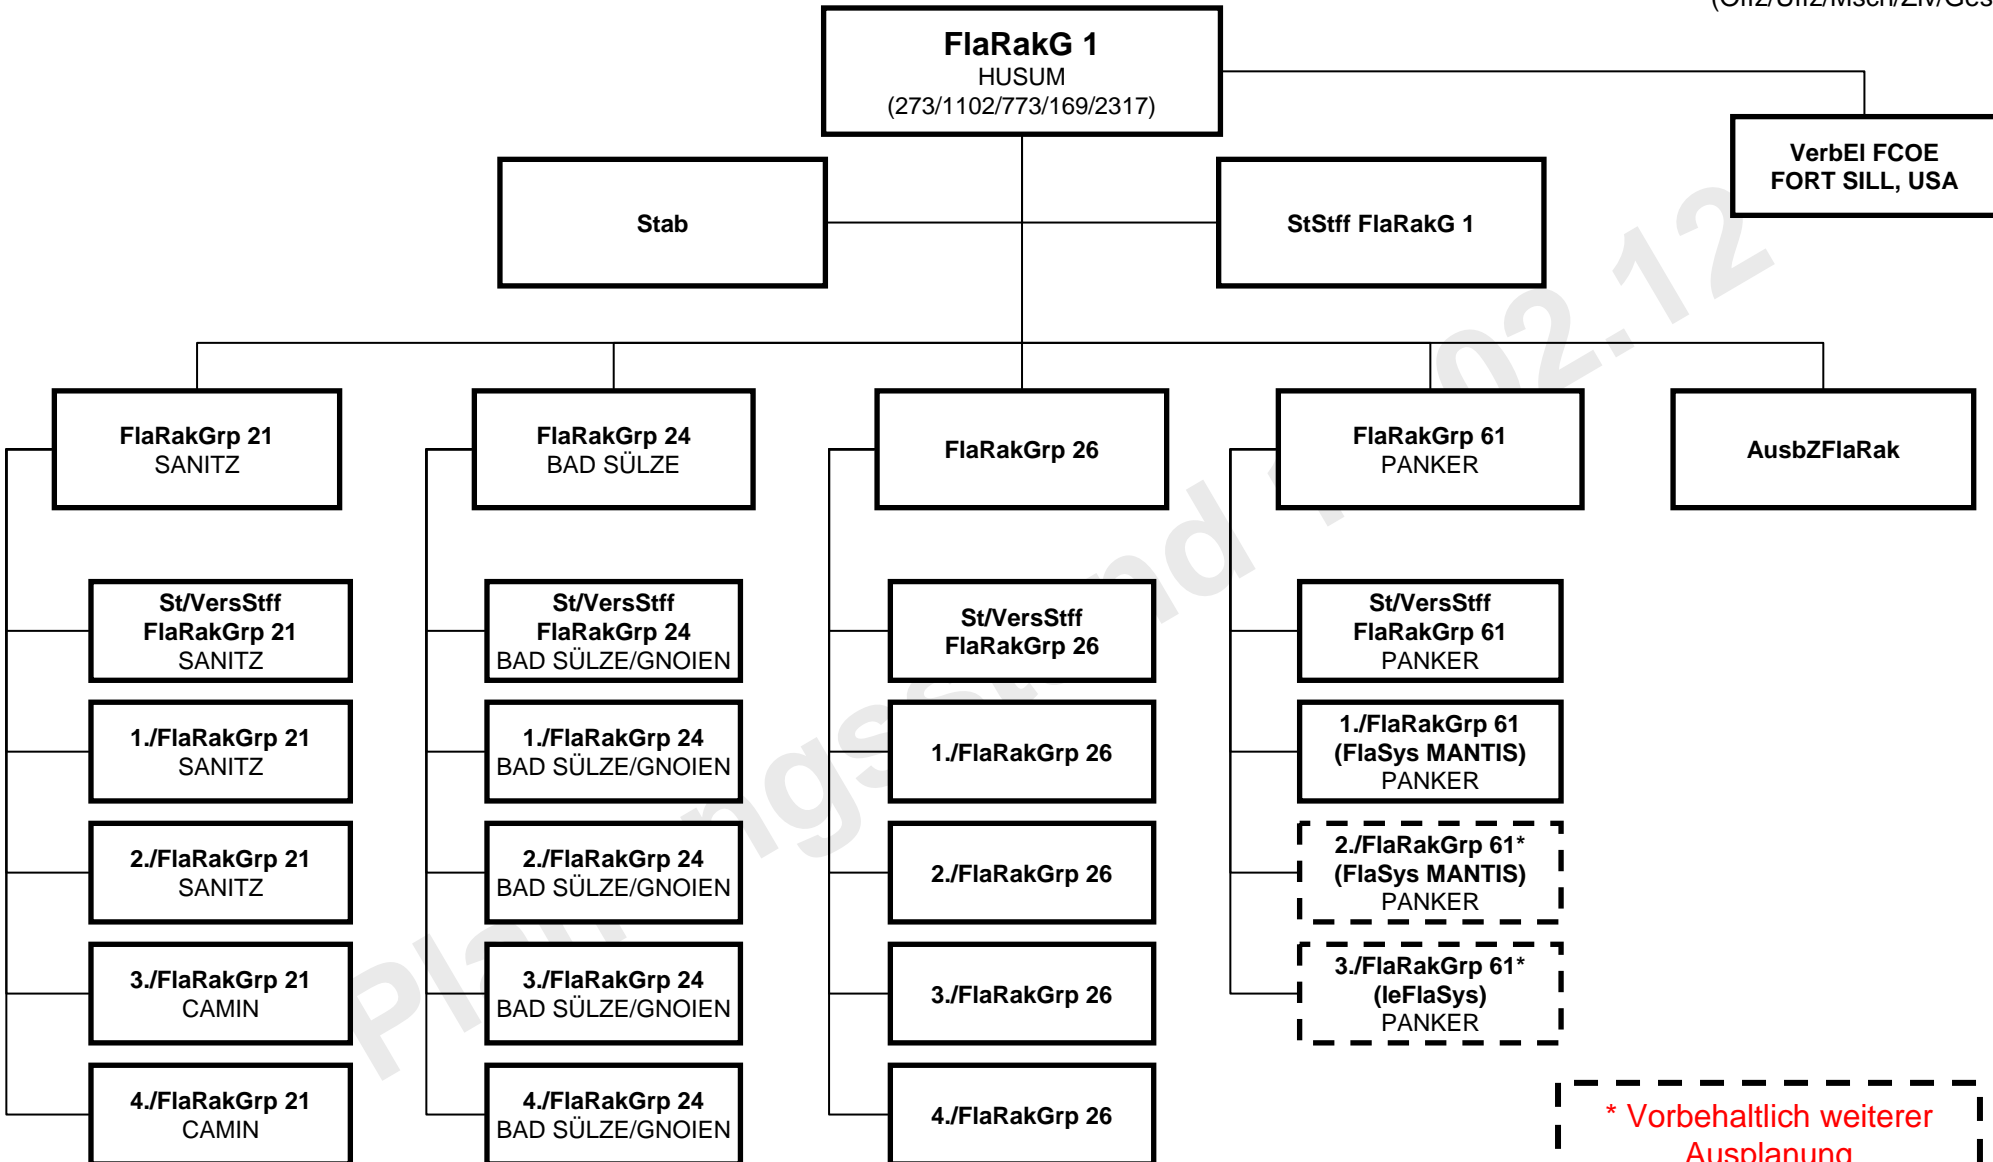 (Offz/Uffz/Msch/Ziv/Ges
FlaRakG 1
HUSUM
(273/1102/773/169/2317)
VerbEl FCOE
FORT SILL, USA
Stab
StStff FlaRakG 1
FlaRakGrp 21
SANITZ
FlaRakGrp 24
BAD SÜLZE
FlaRakGrp 26
FlaRakGrp 61
PANKER
AusbZFlaRak
St/VersStff
FlaRakGrp 21
SANITZ
St/VersStff
FlaRakGrp 24
BAD SÜLZE/GNOIEN
St/VersStff
FlaRakGrp 26
St/VersStff
FlaRakGrp 61
PANKER
1./FlaRakGrp 21
SANITZ
1./FlaRakGrp 24
BAD SÜLZE/GNOIEN
1./FlaRakGrp 26
1./FlaRakGrp 61
(FlaSys MANTIS)
PANKER
2./FlaRakGrp 21
SANITZ
2./FlaRakGrp 24
BAD SÜLZE/GNOIEN
2./FlaRakGrp 26
2./FlaRakGrp 61*
(FlaSys MANTIS)
PANKER
3./FlaRakGrp 21
CAMIN
3./FlaRakGrp 24
BAD SÜLZE/GNOIEN
3./FlaRakGrp 26
3./FlaRakGrp 61*
(leFlaSys)
PANKER
4./FlaRakGrp 21
CAMIN
4./FlaRakGrp 24
BAD SÜLZE/GNOIEN
4./FlaRakGrp 26
* Vorbehaltlich weiterer
Ausplanung